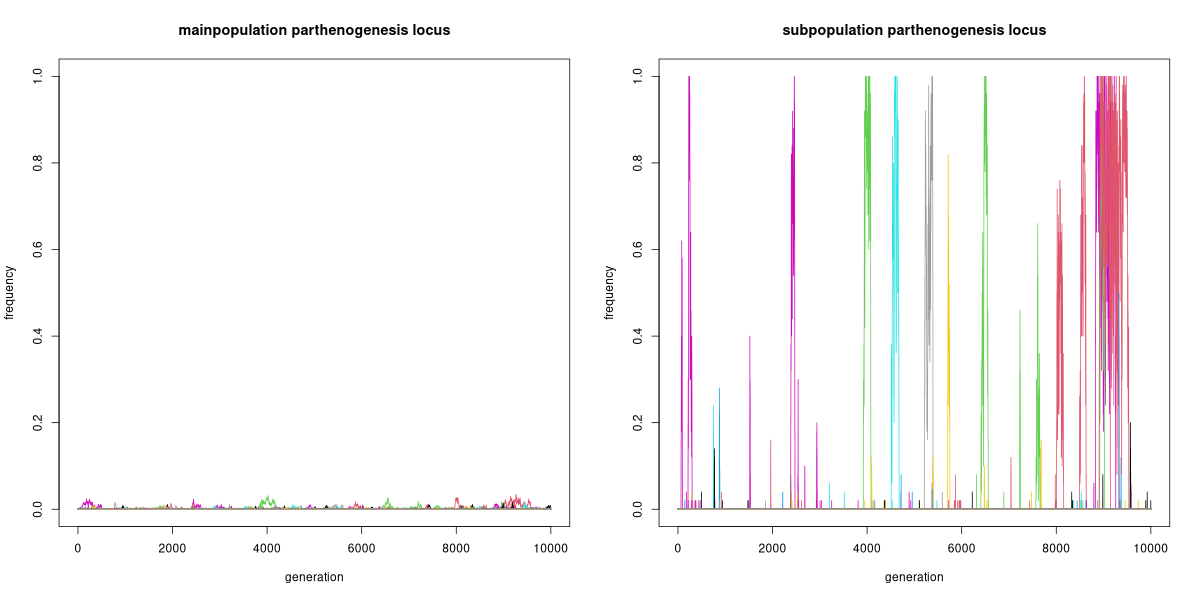 mainpopulation parthenogenesis locus
frequency
0.0 0.2 0.4 0.6 0.8 1.0
0 2000 4000 6000 8000 10000
generation
subpopulation parthenogenesis locus
frequency
0.0 0.2 0.4 0.6 0.8 1.0
0 2000 4000 6000 8000 10000
generation